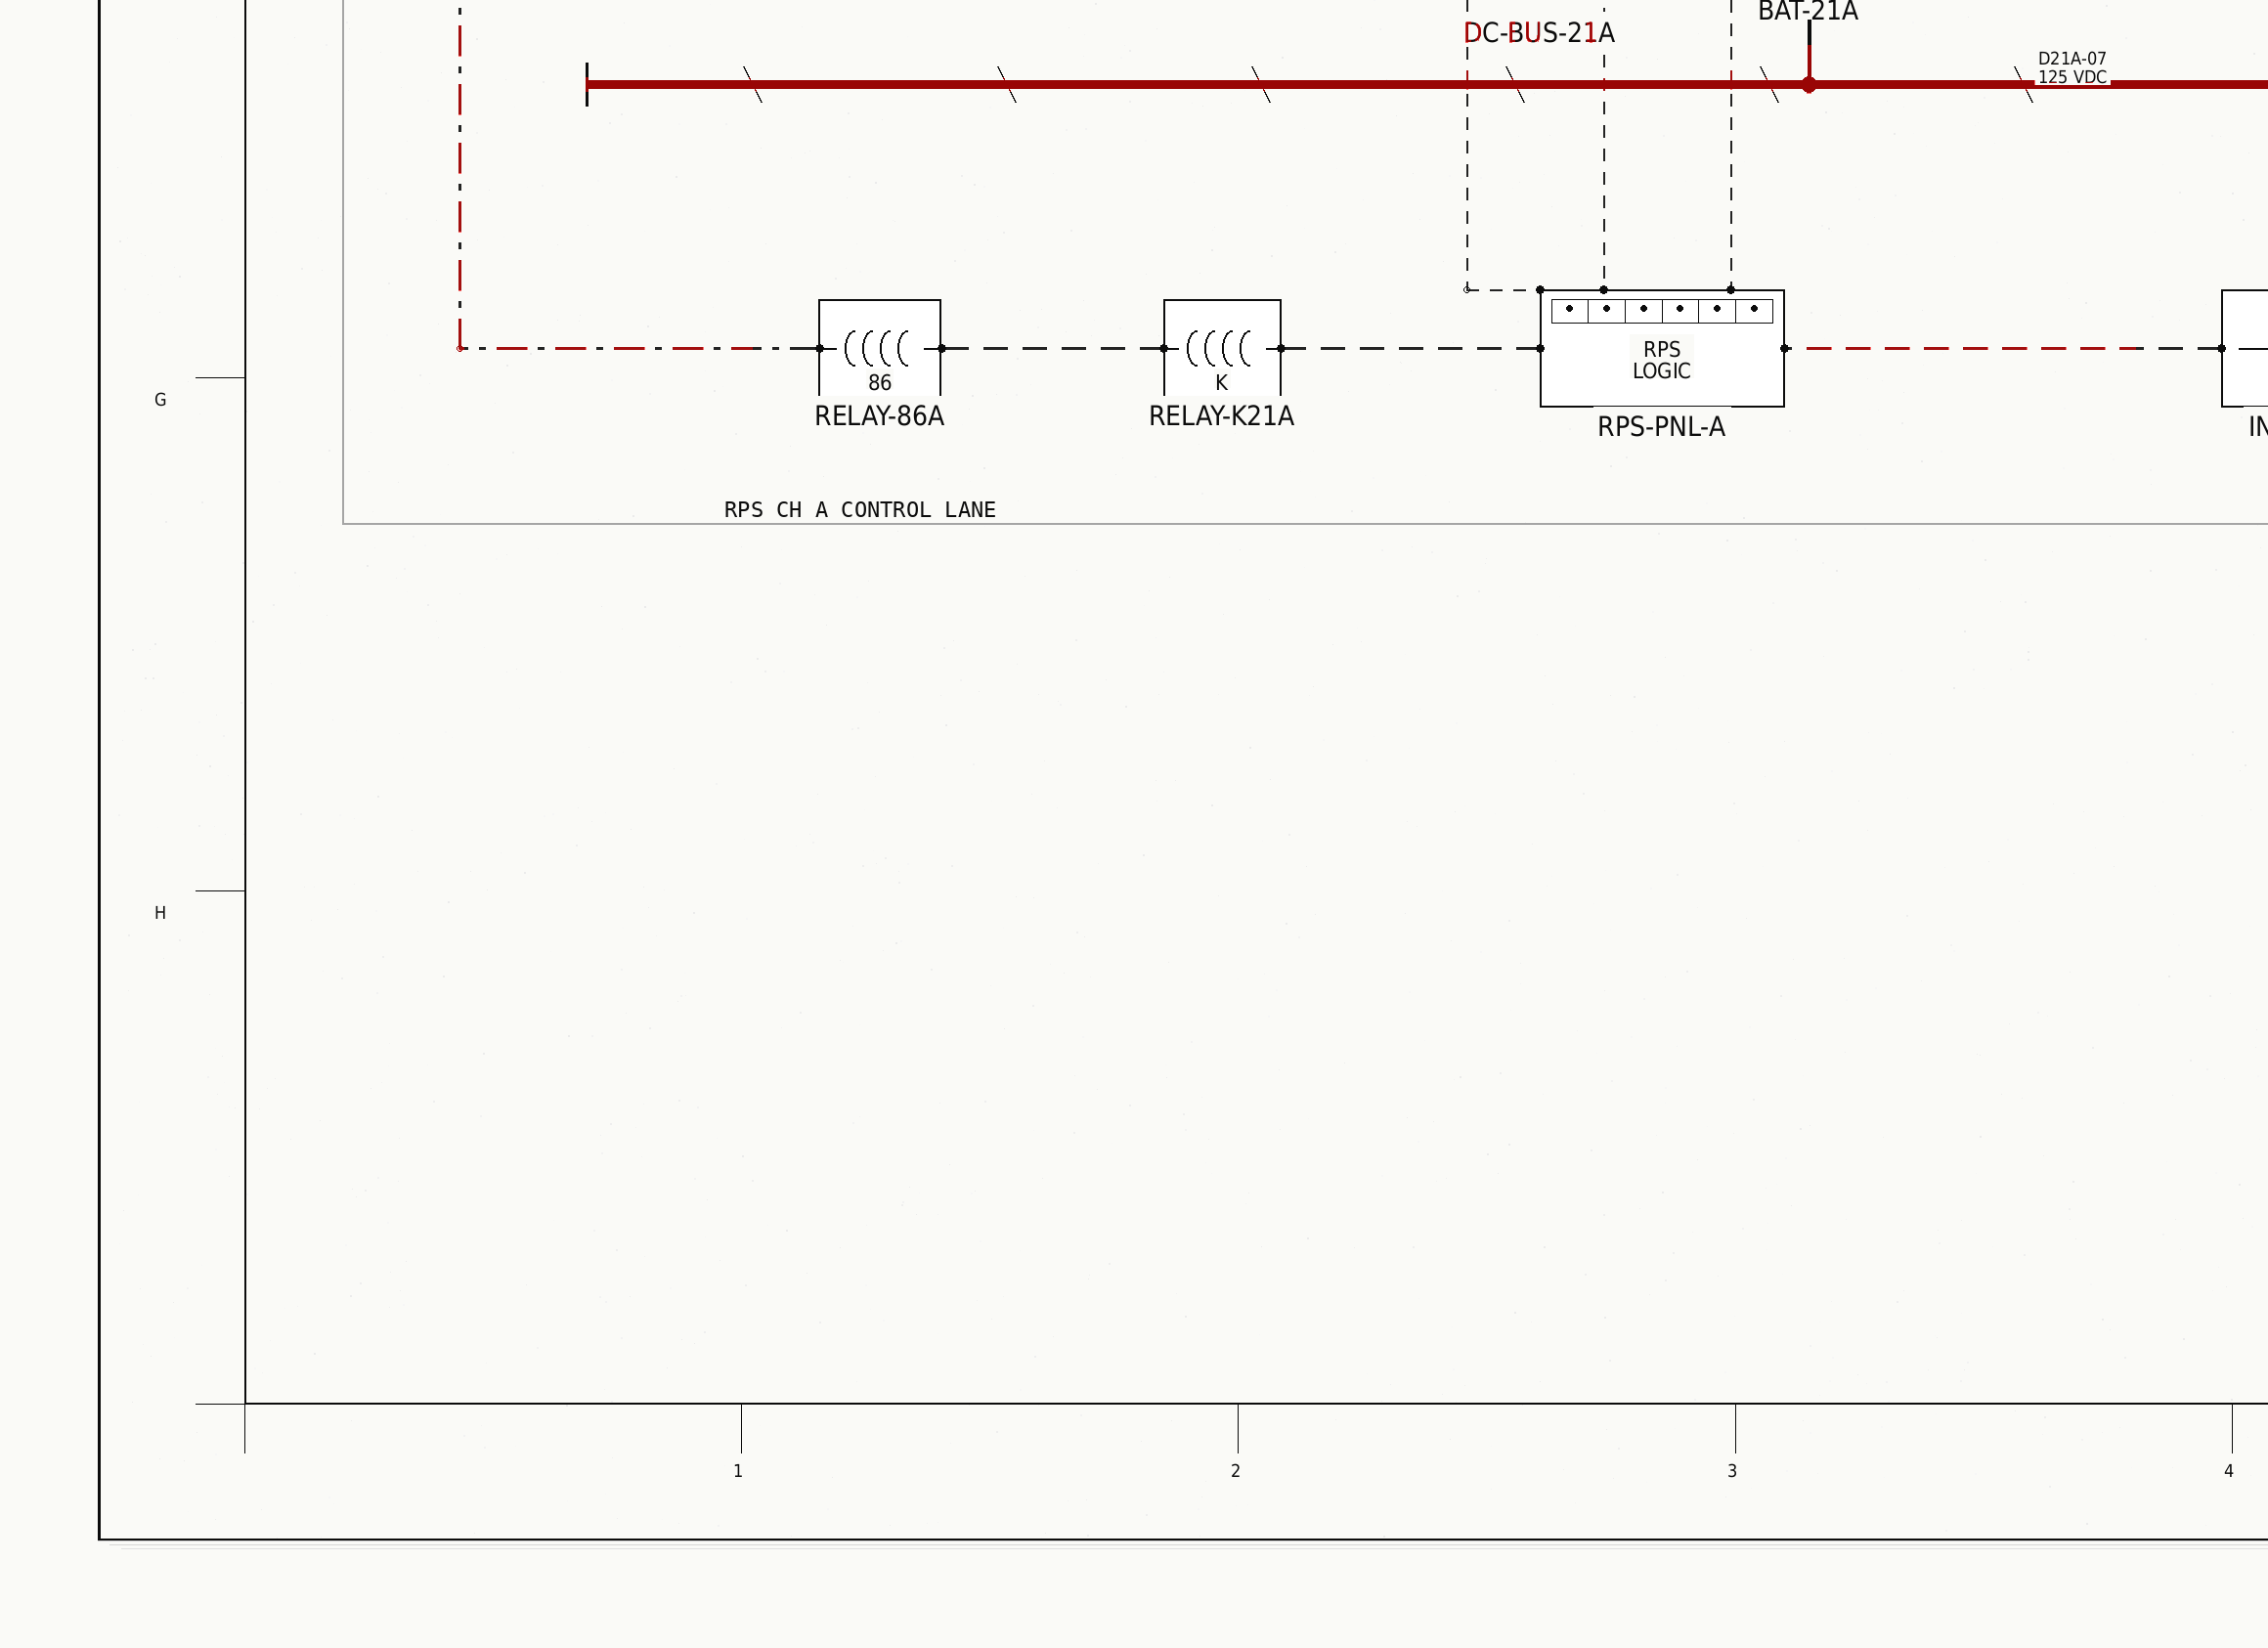 BAT-21A
DC-BUS-21A
D21A-07
125 VDC
RPS
LOGIC
86
K
G
RELAY-86A
RELAY-K21A
RPS-PNL-A
IN
RPS CH A CONTROL LANE
H
1
2
3
4